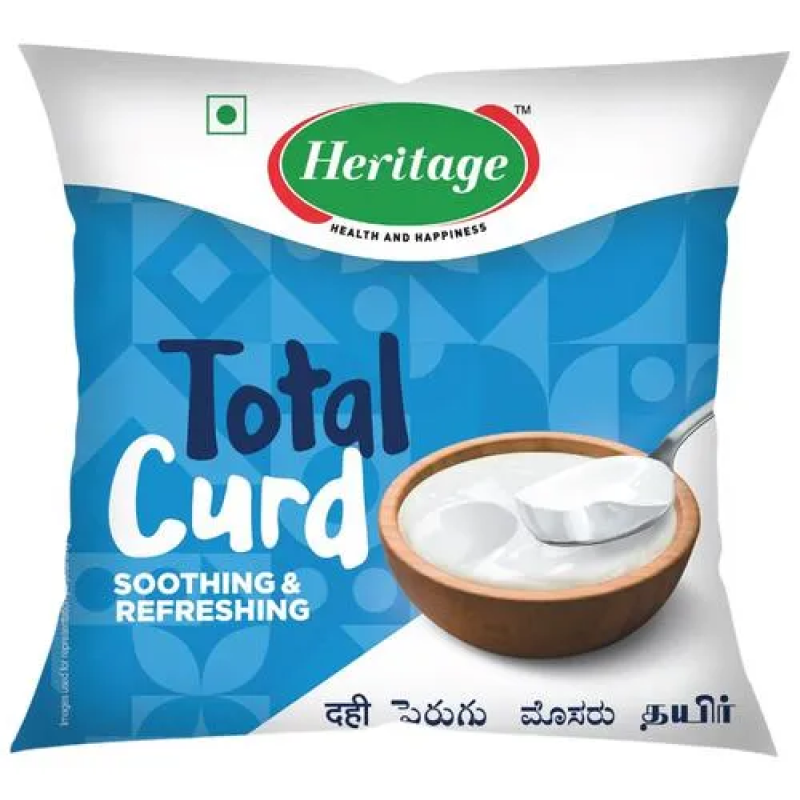 Heritage
TM
HEALTH AND HAPPINESS
Total
Curd
SOOTHING &
REFRESHING
दही పెరుగు ಮೊಸರು தயிர்